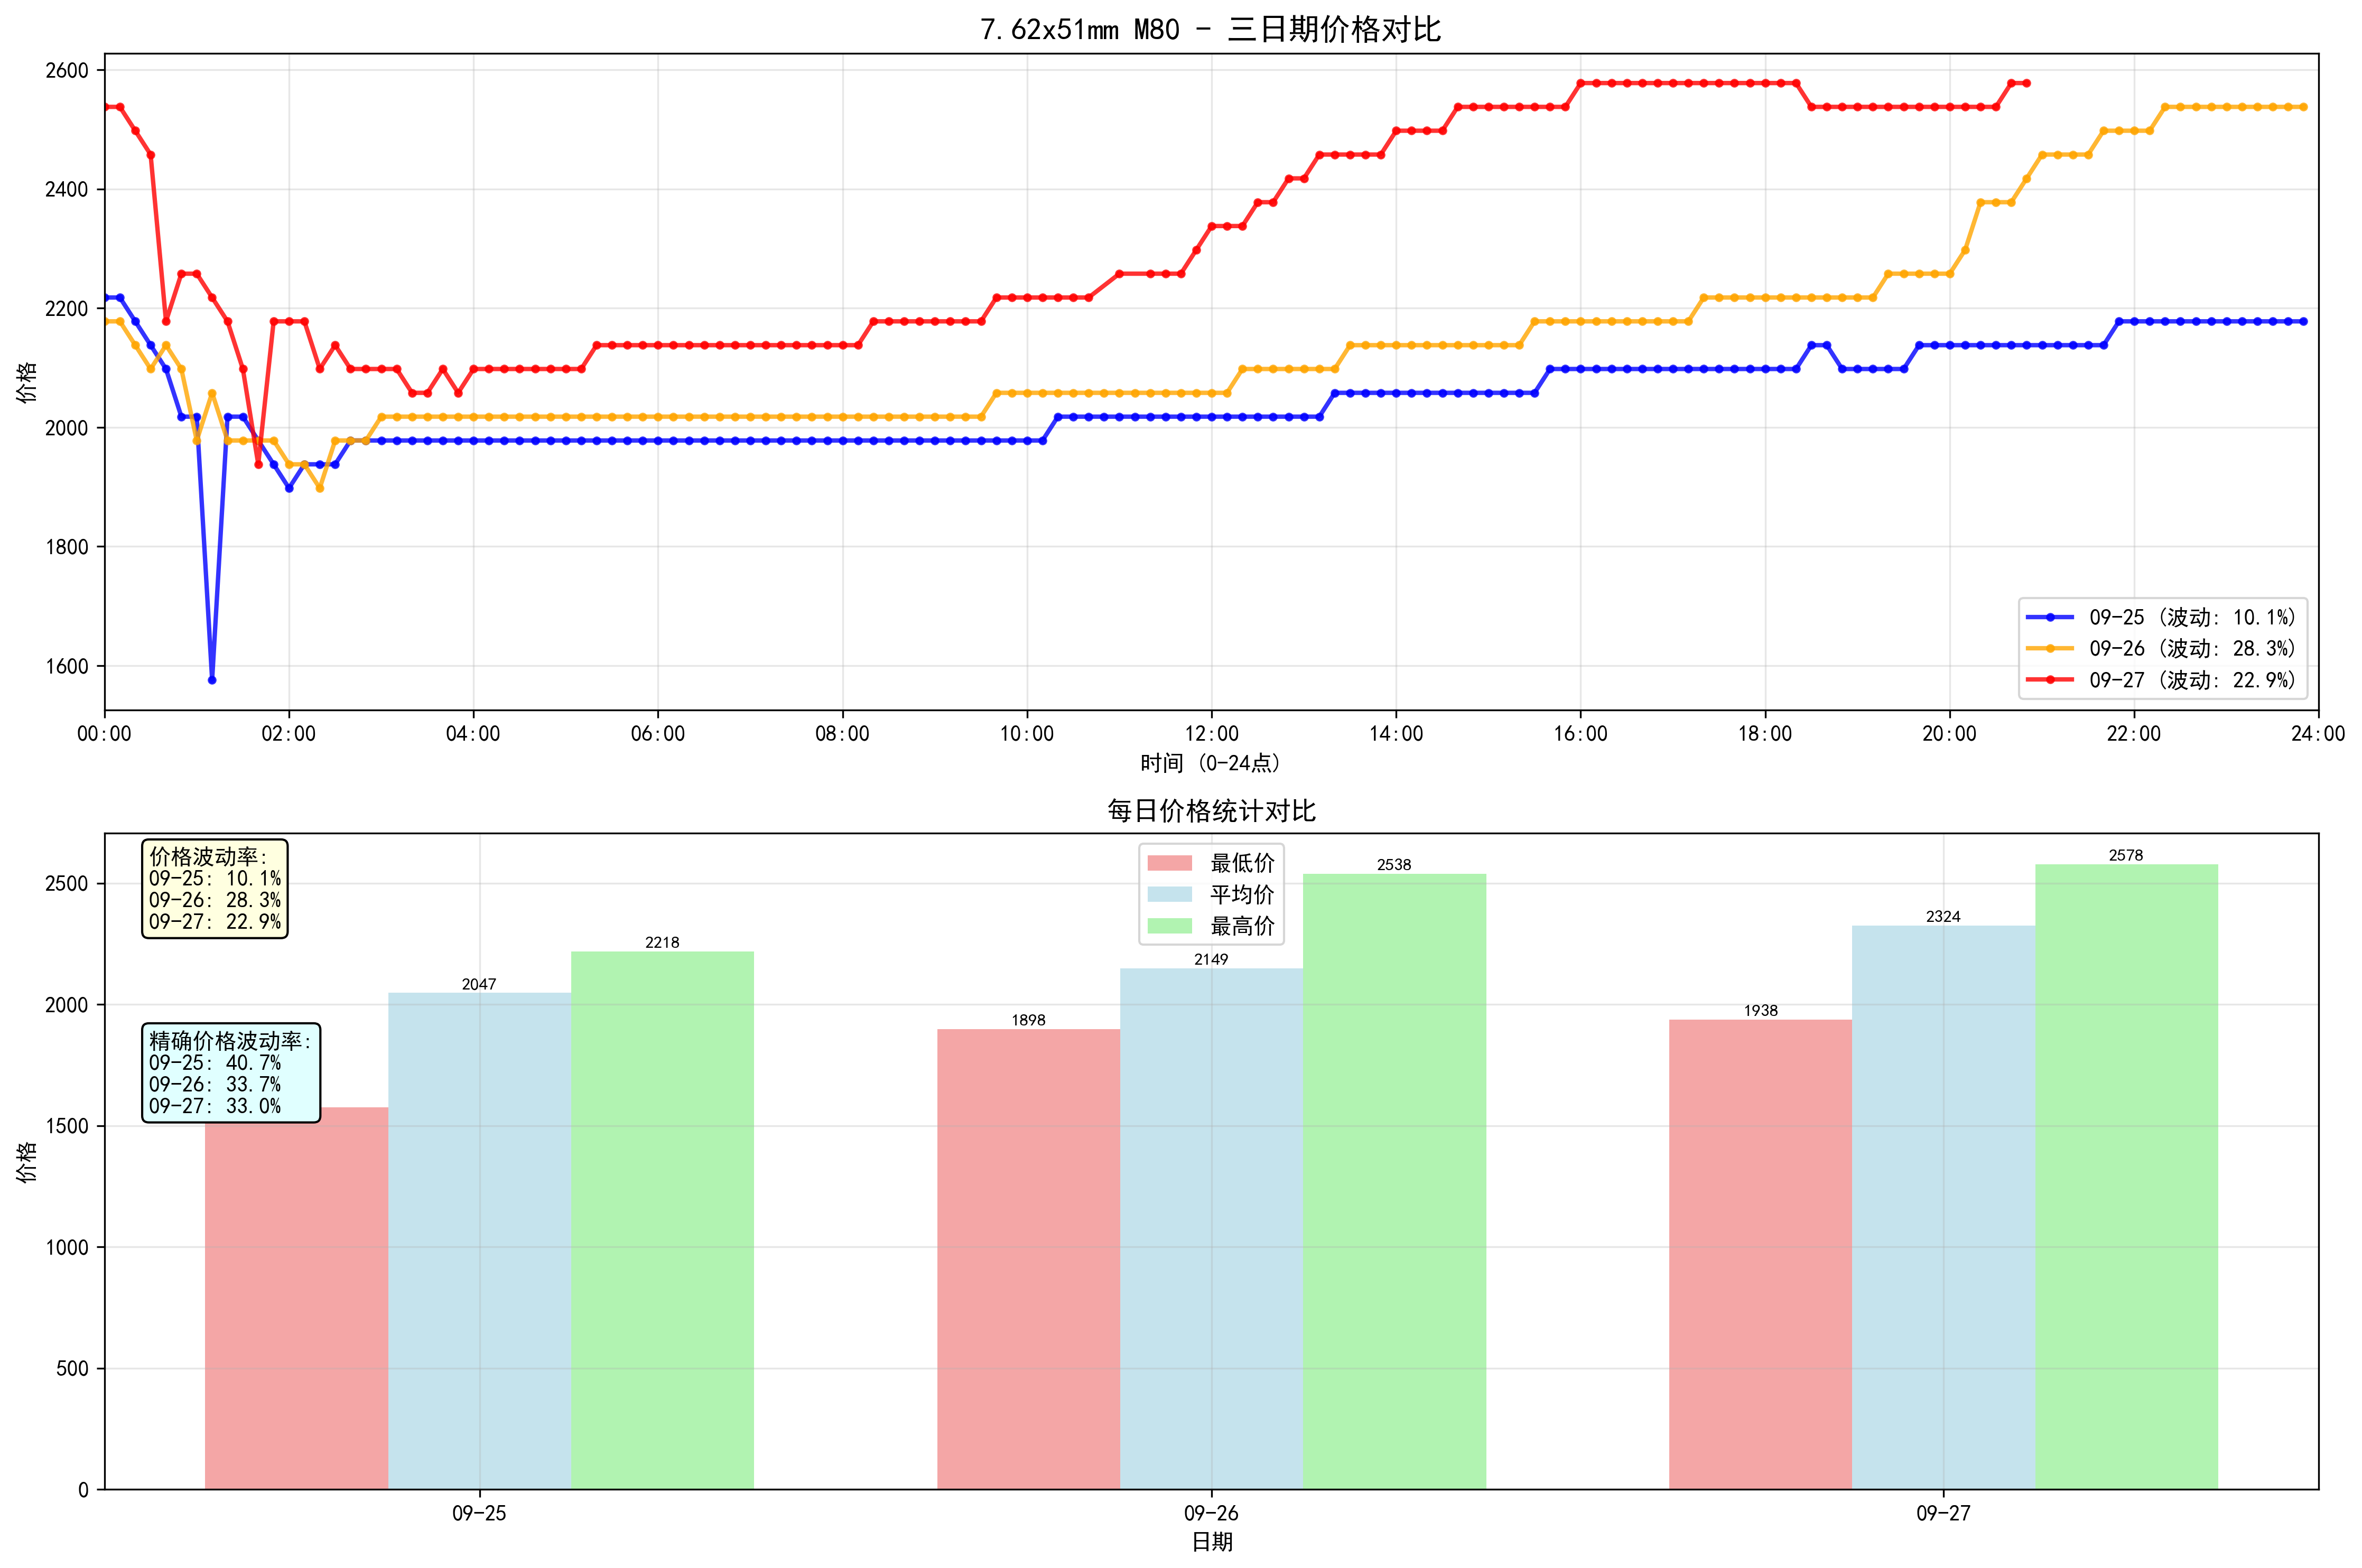 7.62x51mm M80 - 三日期价格对比
2600
2400
2200
2000
1800
1600
价格
09-25 (波动: 10.1%)
09-26 (波动: 28.3%)
09-27 (波动: 22.9%)
00:00 02:00 04:00 06:00 08:00 10:00 12:00 14:00 16:00 18:00 20:00 22:00 24:00
时间 (0-24点)
每日价格统计对比
价格波动率:
09-25: 10.1%
09-26: 28.3%
09-27: 22.9%
精确价格波动率:
09-25: 40.7%
09-26: 33.7%
09-27: 33.0%
最低价
平均价
最高价
2047
2218
1898
2149
2538
1938
2324
2578
2500
2000
1500
1000
500
0
价格
09-25 09-26 09-27
日期